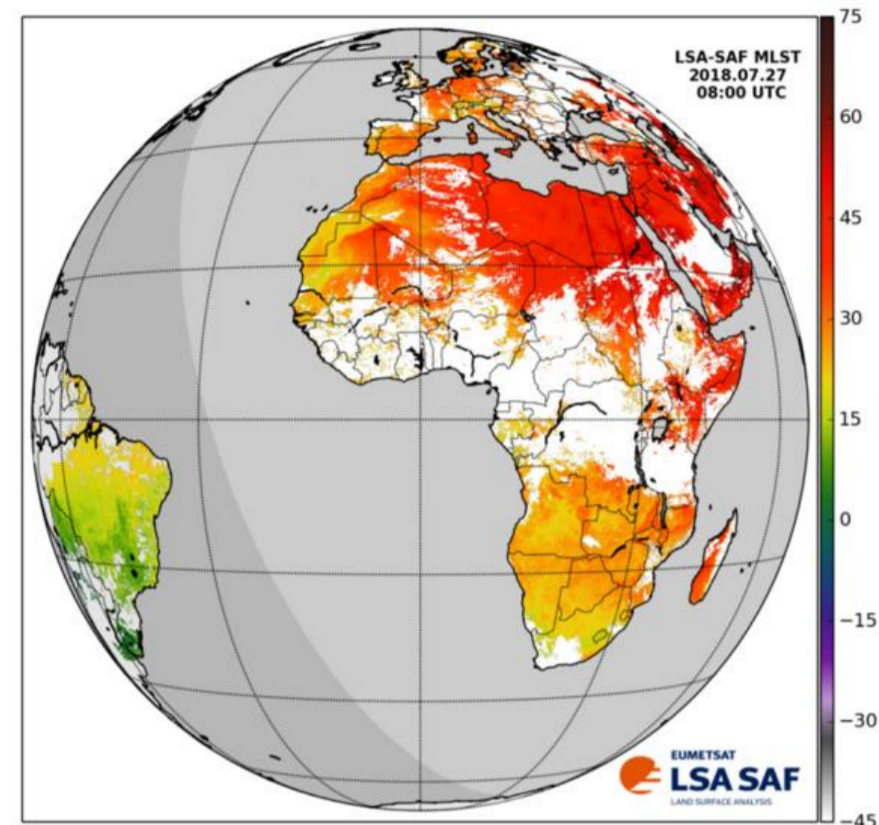 LSA-SAF MLST
2018.07.27
08:00 UTC
75
60
45
30
15
0
−15
−30
−45
EUMETSAT
LSA SAF
LAND SURFACE ANALYSIS